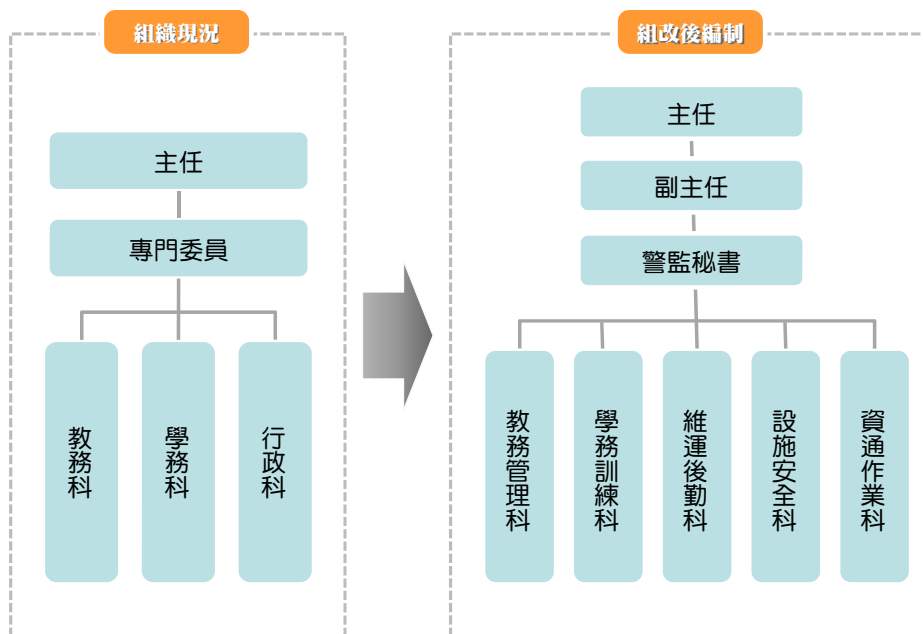 組織現況
主任
專門委員
教務科
學務科
行政科
組改後編制
主任
副主任
警監秘書
教務管理科
學務訓練科
維運後勤科
設施安全科
資通作業科